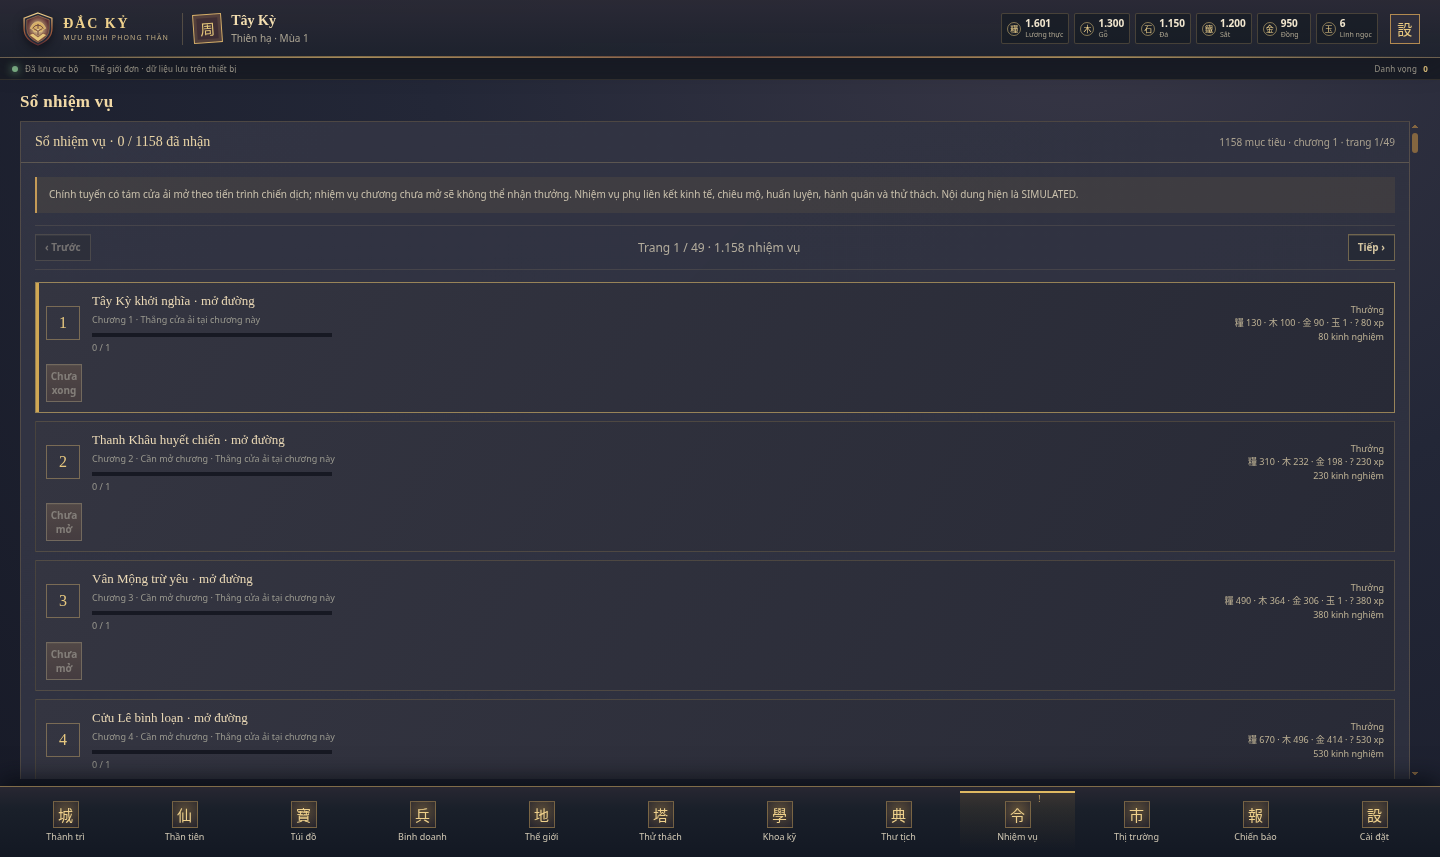 ĐẮC KỶ
MƯU ĐỊNH PHONG THẦN
周
Tây Kỳ
Thiên hạ · Mùa 1
糧 1.601 Lương thực
木 1.300 Gỗ
石 1.150 Đá
鐵 1.200 Sắt
金 950 Đồng
玉 6 Linh ngọc
設
Đã lưu cục bộ
Thế giới đơn · dữ liệu lưu trên thiết bị
Danh vọng 0
Sổ nhiệm vụ
Sổ nhiệm vụ · 0 / 1158 đã nhận
1158 mục tiêu · chương 1 · trang 1/49
Chính tuyến có tám cửa ải mở theo tiến trình chiến dịch; nhiệm vụ chương chưa mở sẽ không thể nhận thưởng. Nhiệm vụ phụ liên kết kinh tế, chiêu mộ, huấn luyện, hành quân và thử thách. Nội dung hiện là SIMULATED.
‹ Trước
Trang 1 / 49 · 1.158 nhiệm vụ
Tiếp ›
1
Tây Kỳ khởi nghĩa · mở đường
Chương 1 · Thắng cửa ải tại chương này
0 / 1
Thưởng
糧 130 · 木 100 · 金 90 · 玉 1 · ? 80 xp
80 kinh nghiệm
Chưa
xong
2
Thanh Khâu huyết chiến · mở đường
Chương 2 · Cần mở chương · Thắng cửa ải tại chương này
0 / 1
Thưởng
糧 310 · 木 232 · 金 198 · ? 230 xp
230 kinh nghiệm
Chưa
mở
3
Vân Mộng trừ yêu · mở đường
Chương 3 · Cần mở chương · Thắng cửa ải tại chương này
0 / 1
Thưởng
糧 490 · 木 364 · 金 306 · 玉 1 · ? 380 xp
380 kinh nghiệm
Chưa
mở
4
Cửu Lê bình loạn · mở đường
Chương 4 · Cần mở chương · Thắng cửa ải tại chương này
0 / 1
Thưởng
糧 670 · 木 496 · 金 414 · ? 530 xp
530 kinh nghiệm
城 Thành trì
仙 Thần tiên
寶 Túi đồ
兵 Binh doanh
地 Thế giới
塔 Thử thách
學 Khoa kỹ
典 Thư tịch
令 ! Nhiệm vụ
市 Thị trường
報 Chiến báo
設 Cài đặt